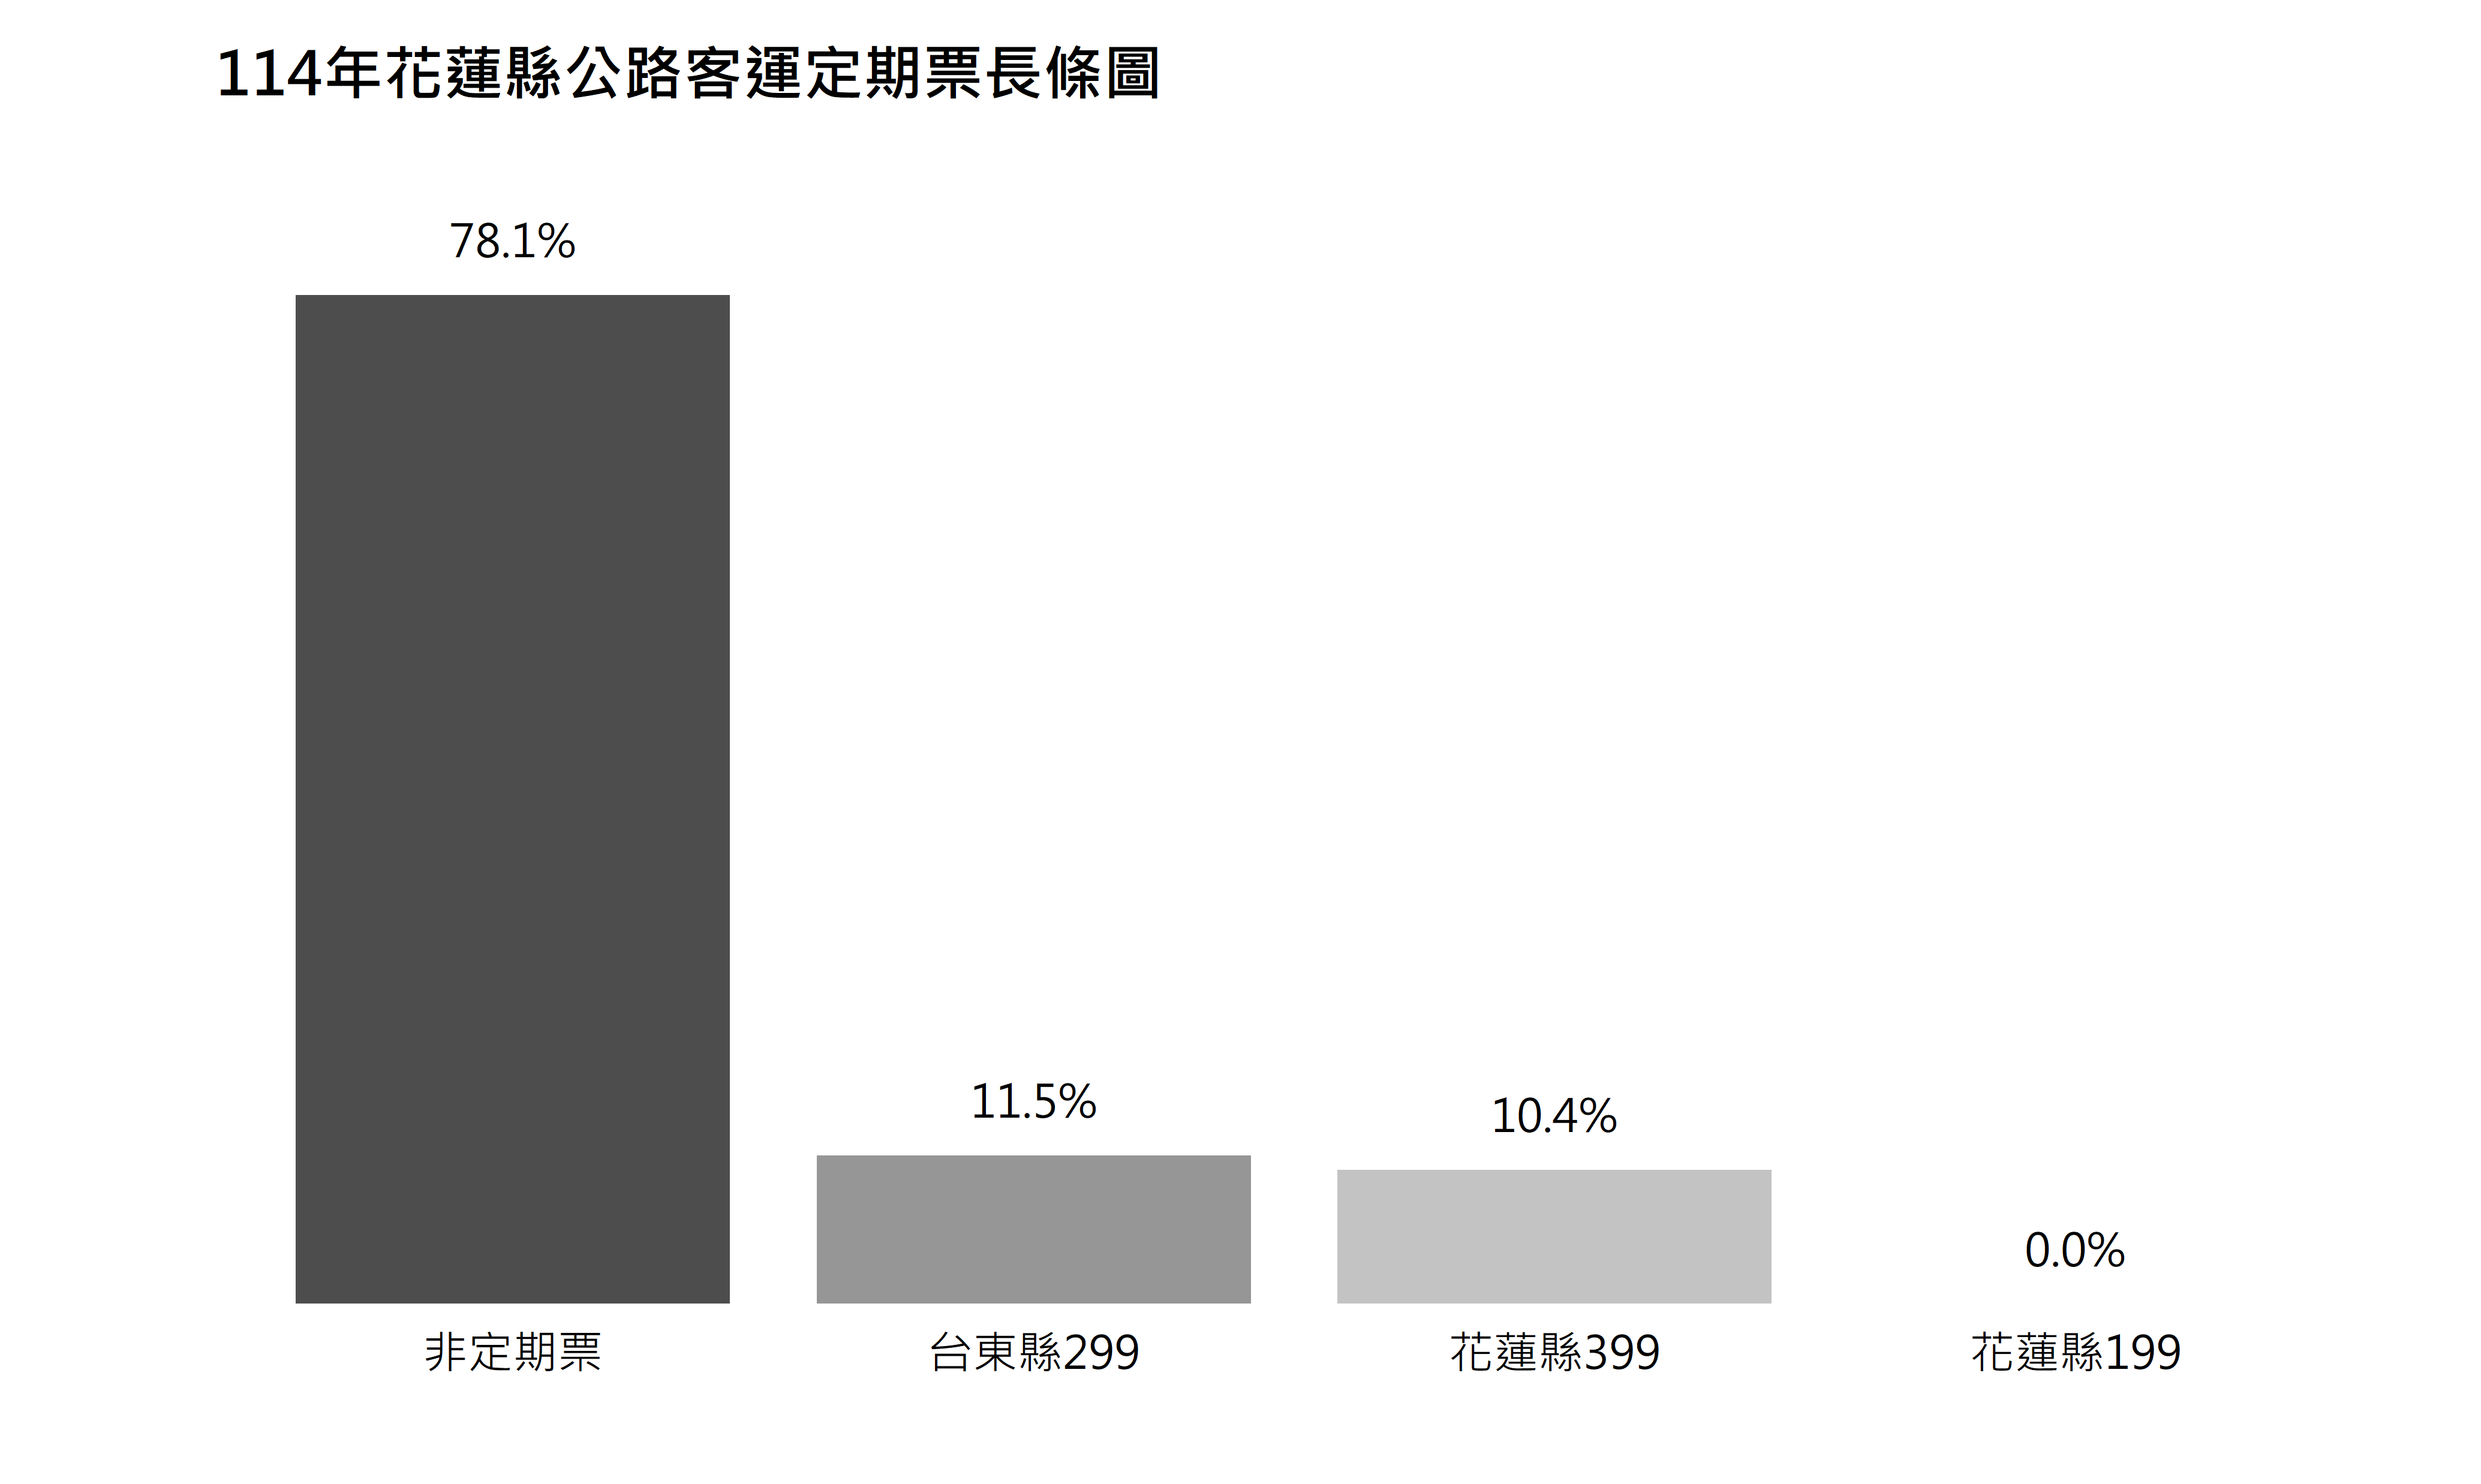 114年花蓮縣公路客運定期票長條圖
78.1%
11.5%
10.4%
0.0%
非定期票
台東縣299
花蓮縣399
花蓮縣199